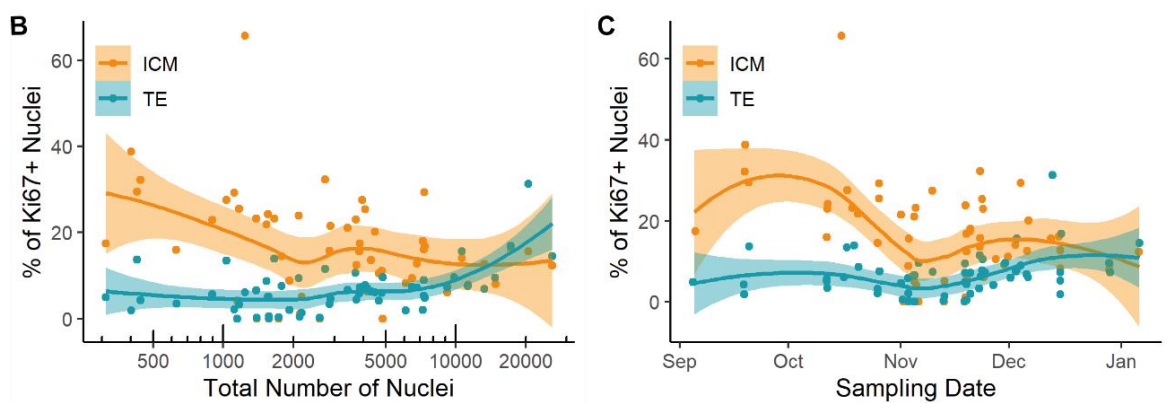 B
% of Ki67+ Nuclei
60
40
20
0
ICM
TE
500
1000
2000
5000
10000
20000
Total Number of Nuclei
C
% of Ki67+ Nuclei
60
40
20
0
ICM
TE
Sep
Oct
Nov
Dec
Jan
Sampling Date